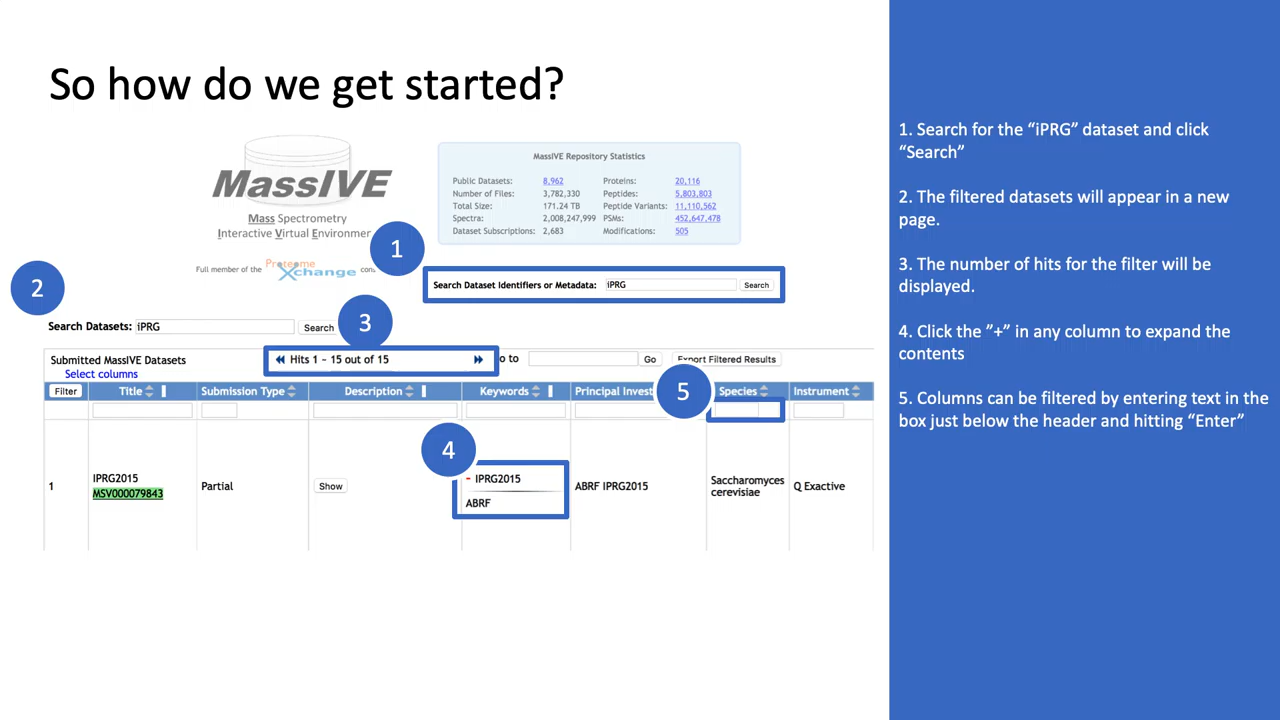 So how do we get started?
MassIVE
Mass Spectrometry
Interactive Virtual Environmen
Full member of the ProteomeXchange cons
MassIVE Repository Statistics
Public Datasets: 8,962 Proteins: 20,116
Number of Files: 3,782,330 Peptides: 5,803,803
Total Size: 171.24 TB Peptide Variants: 11,110,562
Spectra: 2,008,247,999 PSMs: 452,647,478
Dataset Subscriptions: 2,683 Modifications: 505
1
Search Dataset Identifiers or Metadata: iPRG Search
2
Search Datasets: iPRG Search
3
Submitted MassIVE Datasets
Select columns
Hits 1 ~ 15 out of 15
o to Go Export Filtered Results
5
Filter Title Submission Type Description Keywords Principal Invest Species Instrument
4
1
IPRG2015
MSV000079843
Partial
Show
- IPRG2015
ABRF
ABRF IPRG2015
Saccharomyces
cerevisiae
Q Exactive
1. Search for the “iPRG” dataset and click
“Search”
2. The filtered datasets will appear in a new
page.
3. The number of hits for the filter will be
displayed.
4. Click the ”+” in any column to expand the
contents
5. Columns can be filtered by entering text in the
box just below the header and hitting “Enter”